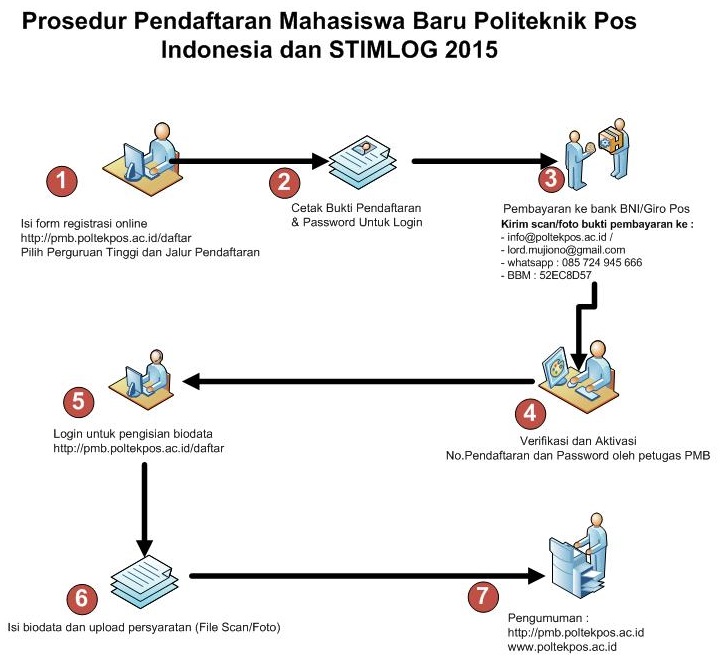 Prosedur Pendaftaran Mahasiswa Baru Politeknik Pos
Indonesia dan STIMLOG 2015
1
Isi form registrasi online
http://pmb.poltekpos.ac.id/daftar
Pilih Perguruan Tinggi dan Jalur Pendaftaran
2
Cetak Bukti Pendaftaran
& Password Untuk Login
3
Pembayaran ke bank BNI/Giro Pos
Kirim scan/foto bukti pembayaran ke :
- info@poltekpos.ac.id /
- lord.mujiono@gmail.com
- whatsapp : 085 724 945 666
- BBM : 52EC8D57
4
Verifikasi dan Aktivasi
No.Pendaftaran dan Password oleh petugas PMB
5
Login untuk pengisian biodata
http://pmb.poltekpos.ac.id/daftar
6
Isi biodata dan upload persyaratan (File Scan/Foto)
7
Pengumuman :
http://pmb.poltekpos.ac.id
www.poltekpos.ac.id